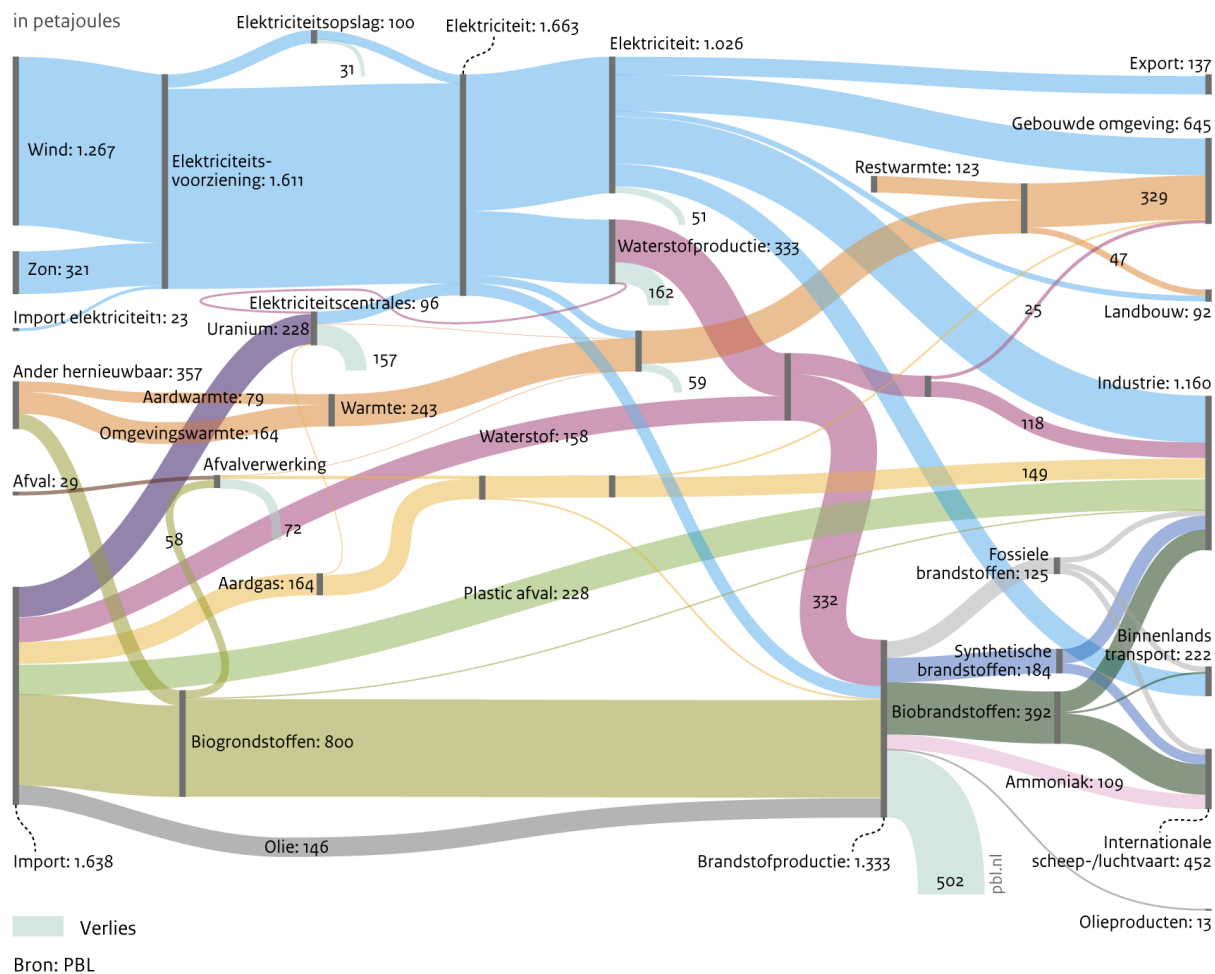 in petajoules
Elektriciteitsopslag: 100
Elektriciteit: 1.663
Elektriciteit: 1.026
31
Export: 137
Gebouwde omgeving: 645
Wind: 1.267
Elektriciteits-
voorziening: 1.611
Restwarmte: 123
329
51
Waterstofproductie: 333
47
Zon: 321
162
Elektriciteitscentrales: 96
25
Landbouw: 92
Import elektriciteit1: 23
Uranium: 228
157
Ander hernieuwbaar: 357
59
Industrie: 1.160
Aardwarmte: 79
Warmte: 243
118
Omgevingswarmte: 164
Waterstof: 158
Afvalverwerking
149
Afval: 29
72
58
Fossiele
brandstoffen: 125
Aardgas: 164
Plastic afval: 228
332
Binnenlands
transport: 222
Synthetische
brandstoffen: 184
Biobrandstoffen: 392
Biogrondstoffen: 800
Ammoniak: 109
Olie: 146
Internationale
scheep-/luchtvaart: 452
Import: 1.638
Brandstofproductie: 1.333
502
pbl.nl
Olieproducten: 13
Verlies
Bron: PBL